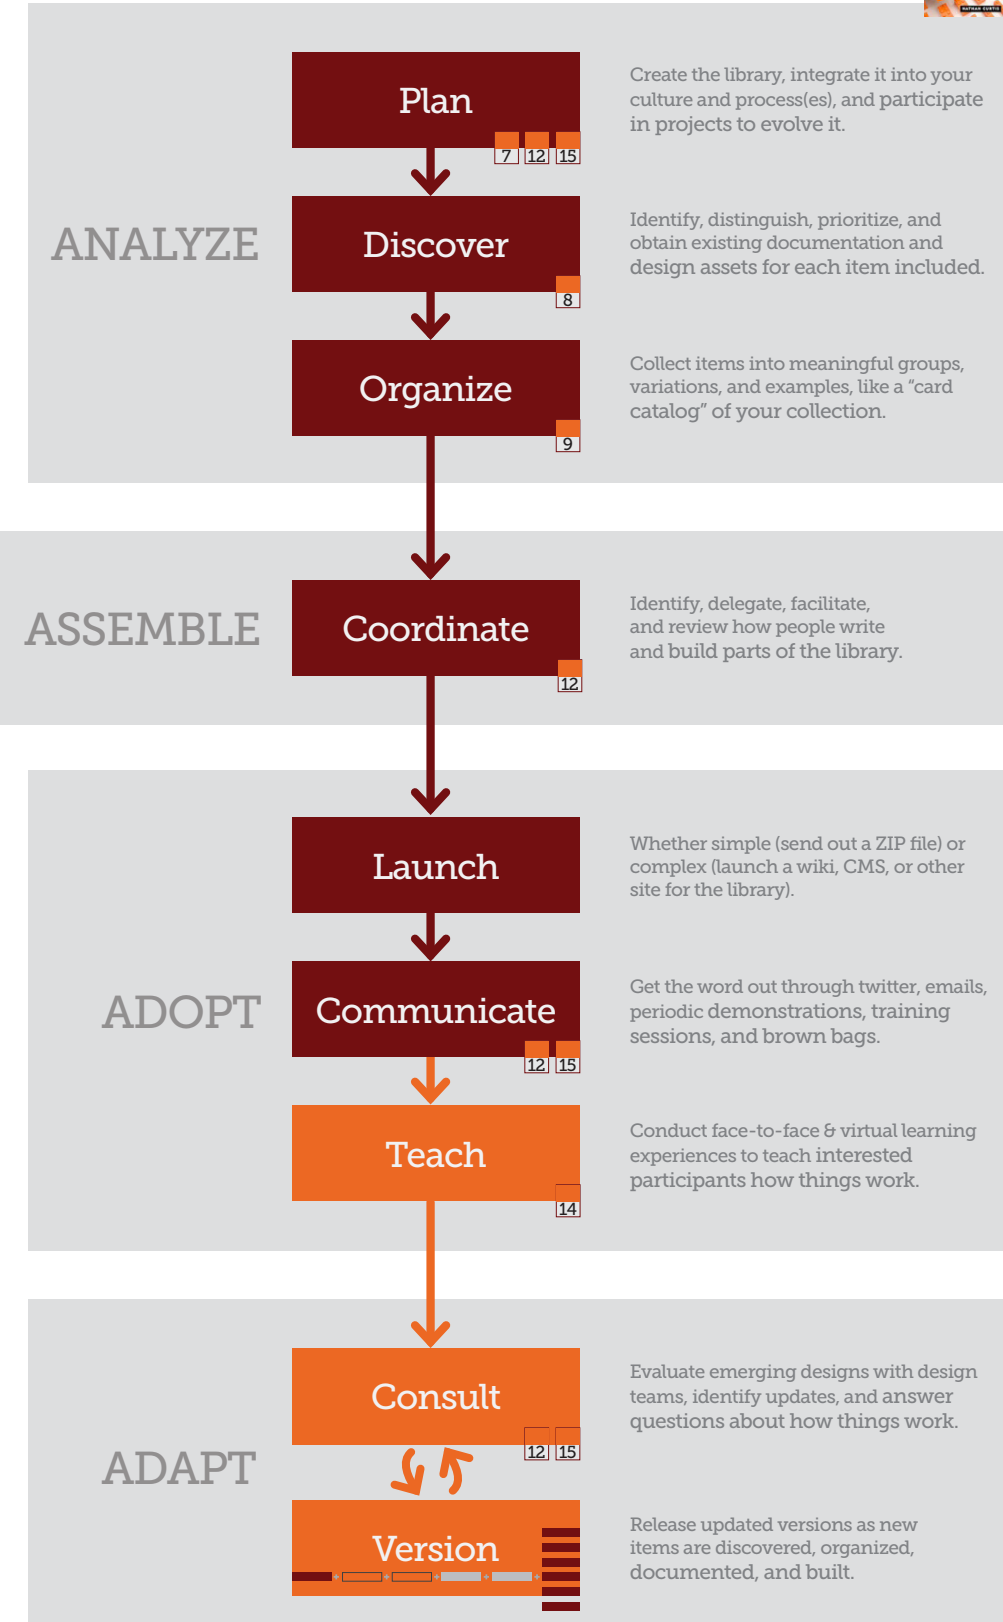 NATHAN CURTIS
Plan
Create the library, integrate it into your
culture and process(es), and participate
in projects to evolve it.
7 12 15
ANALYZE
Discover
Identify, distinguish, prioritize, and
obtain existing documentation and
design assets for each item included.
8
Organize
Collect items into meaningful groups,
variations, and examples, like a “card
catalog” of your collection.
9
ASSEMBLE
Coordinate
Identify, delegate, facilitate,
and review how people write
and build parts of the library.
12
Launch
Whether simple (send out a ZIP file) or
complex (launch a wiki, CMS, or other
site for the library).
ADOPT
Communicate
Get the word out through twitter, emails,
periodic demonstrations, training
sessions, and brown bags.
12 15
Teach
Conduct face-to-face & virtual learning
experiences to teach interested
participants how things work.
14
Consult
Evaluate emerging designs with design
teams, identify updates, and answer
questions about how things work.
12 15
ADAPT
Version
Release updated versions as new
items are discovered, organized,
documented, and built.
+ + + + +